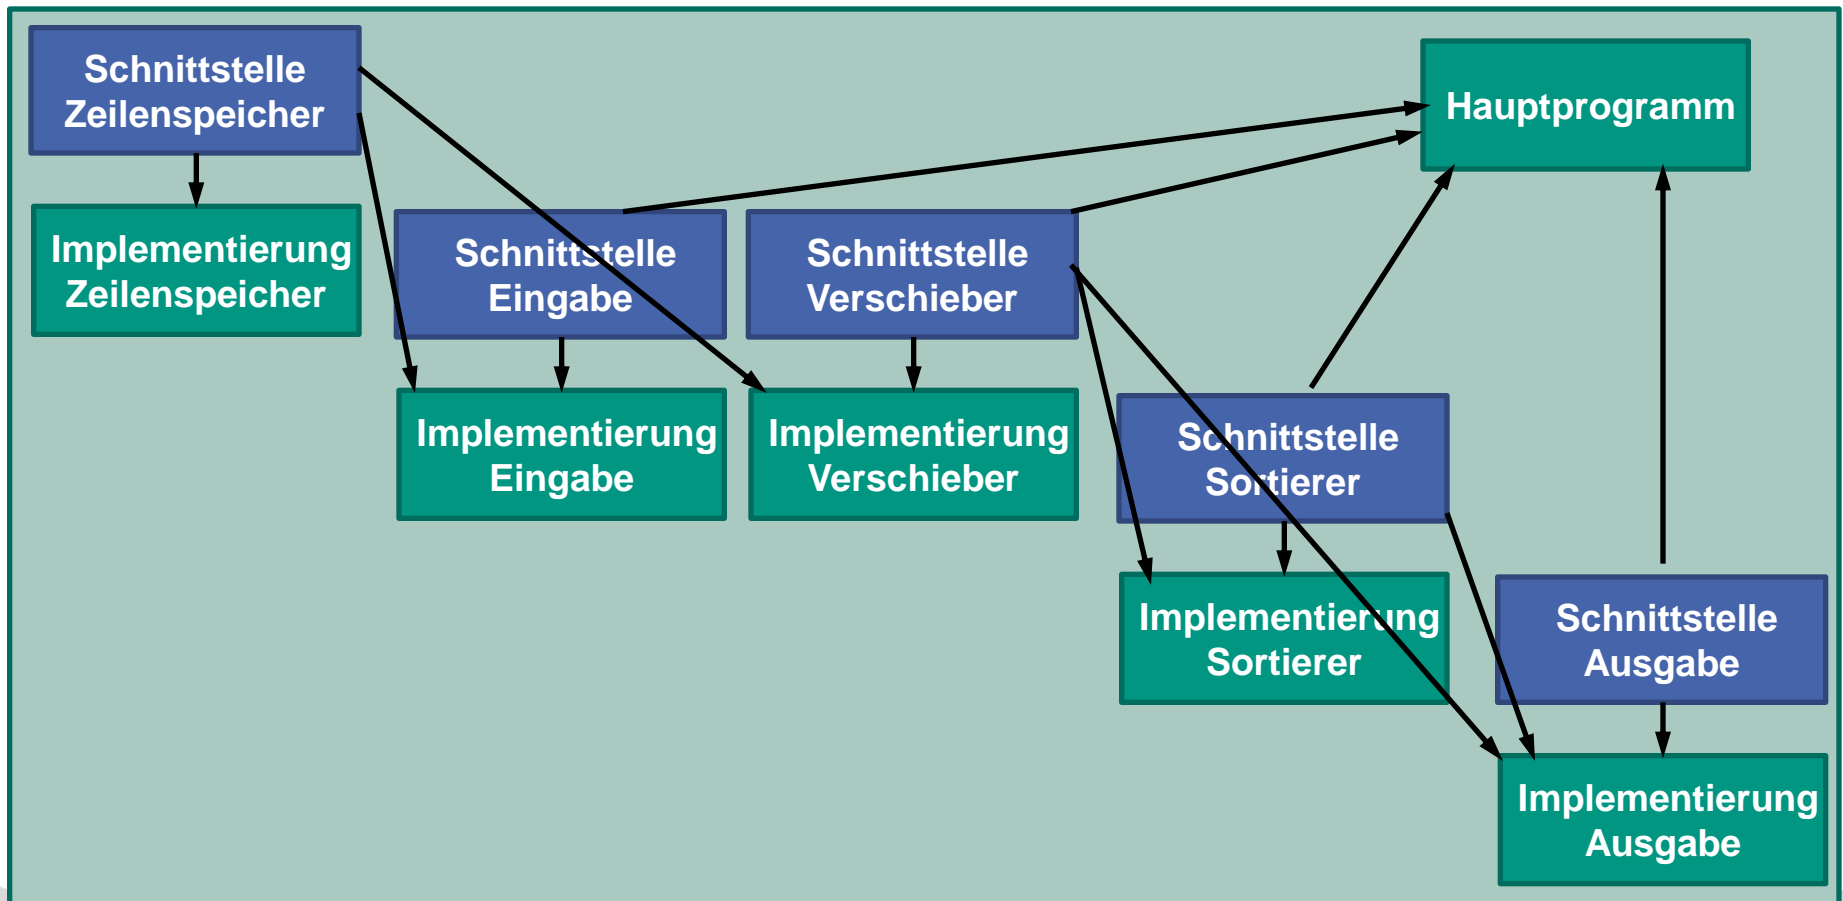 Schnittstelle
Zeilenspeicher
Hauptprogramm
Implementierung
Zeilenspeicher
Schnittstelle
Eingabe
Schnittstelle
Verschieber
Implementierung
Eingabe
Implementierung
Verschieber
Schnittstelle
Sortierer
Implementierung
Sortierer
Schnittstelle
Ausgabe
Implementierung
Ausgabe